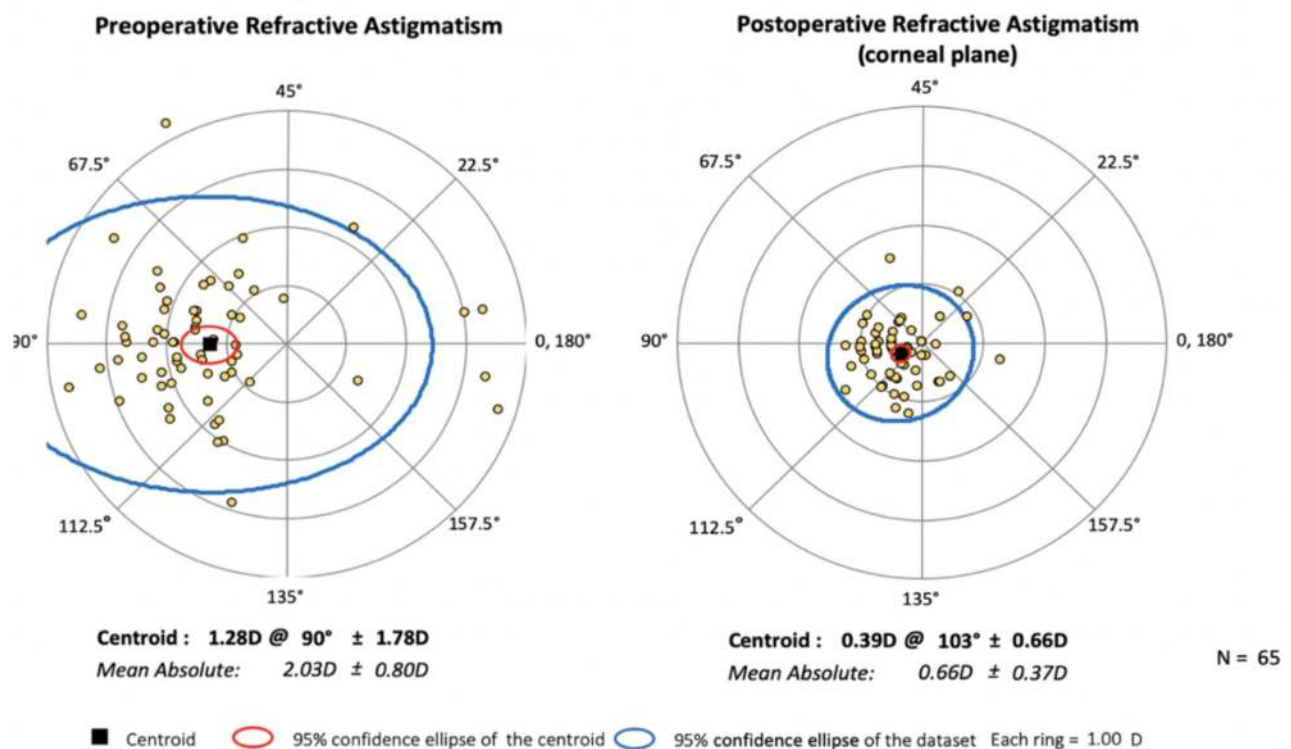 Preoperative Refractive Astigmatism
45°
67.5°
22.5°
90°
0, 180°
112.5°
157.5°
135°
Centroid : 1.28D @ 90° ± 1.78D
Mean Absolute: 2.03D ± 0.80D
Postoperative Refractive Astigmatism
(corneal plane)
45°
67.5°
22.5°
90°
0, 180°
112.5°
157.5°
135°
Centroid : 0.39D @ 103° ± 0.66D
Mean Absolute: 0.66D ± 0.37D
N = 65
Centroid 95% confidence ellipse of the centroid 95% confidence ellipse of the dataset Each ring = 1.00 D